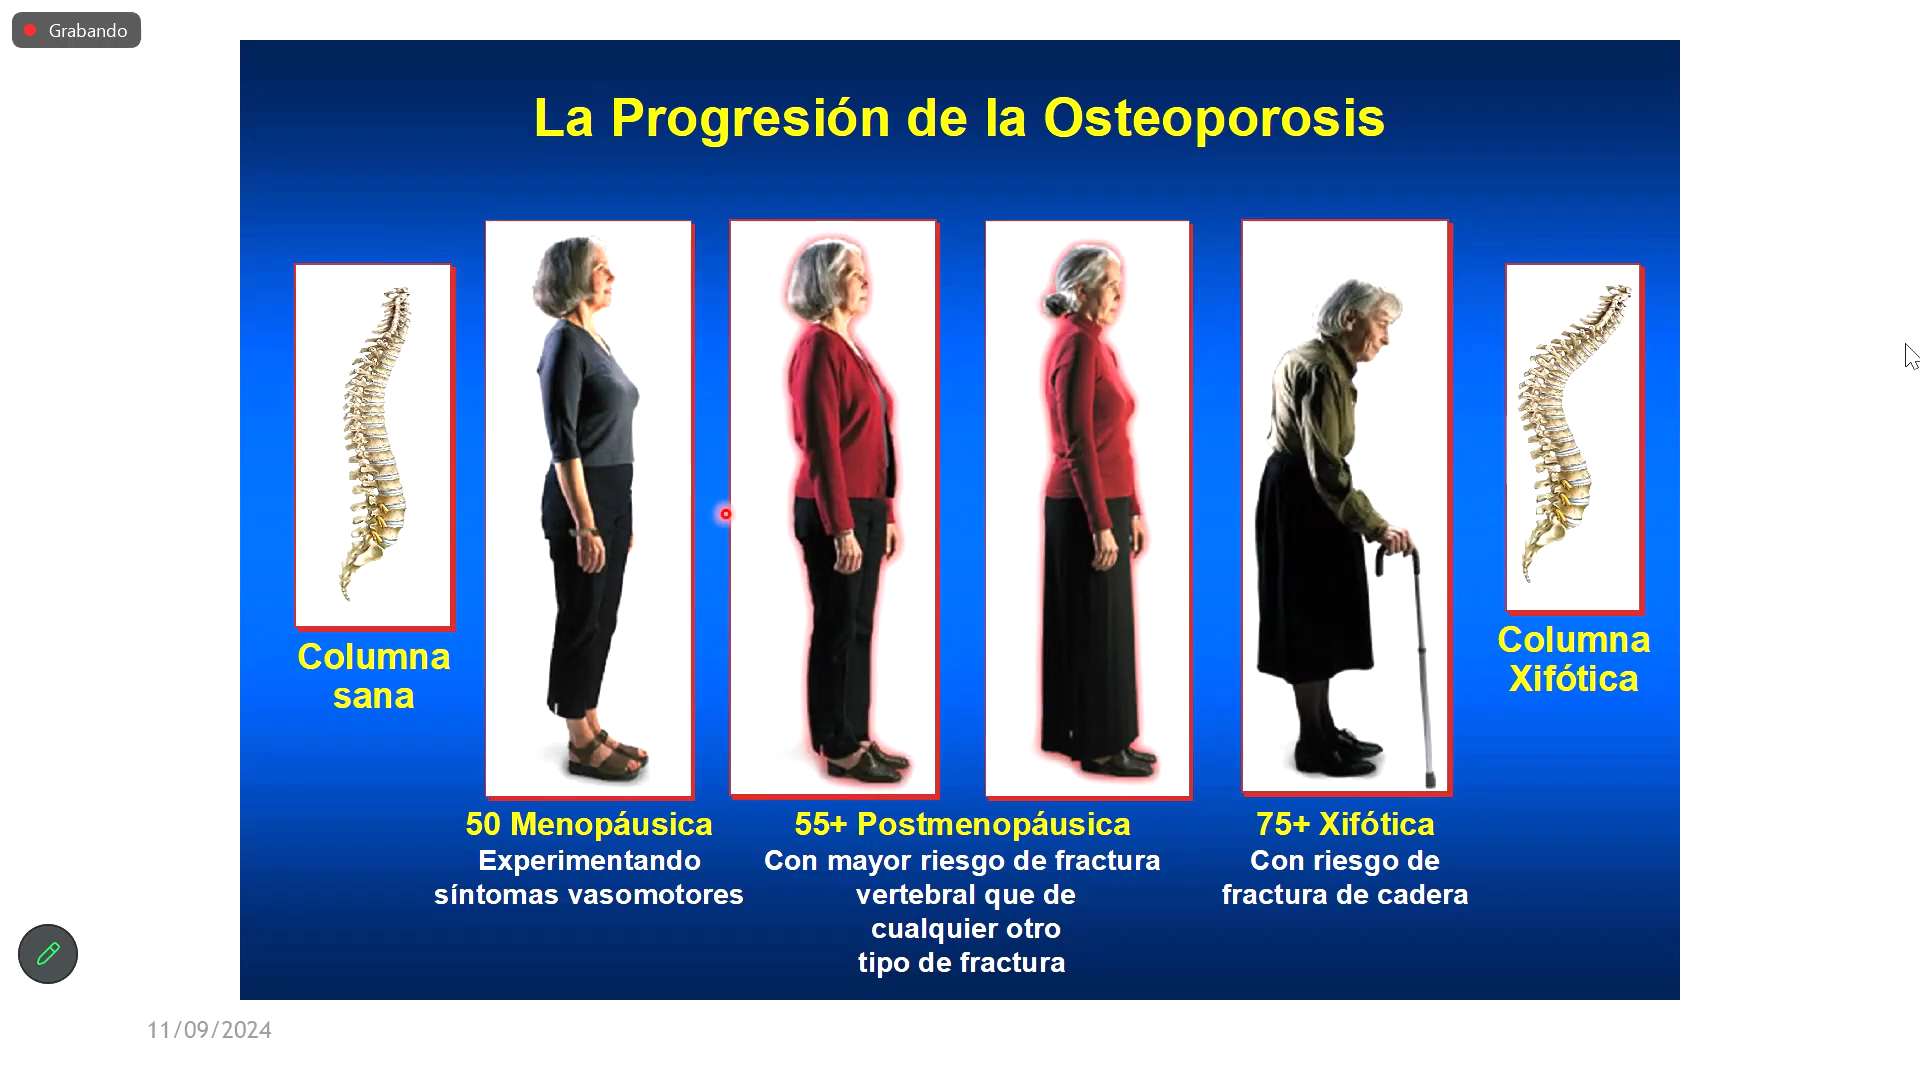 Grabando
La Progresión de la Osteoporosis
Columna
sana
50 Menopáusica
Experimentando
síntomas vasomotores
55+ Postmenopáusica
Con mayor riesgo de fractura
vertebral que de
cualquier otro
tipo de fractura
75+ Xifótica
Con riesgo de
fractura de cadera
Columna
Xifótica
11/09/2024